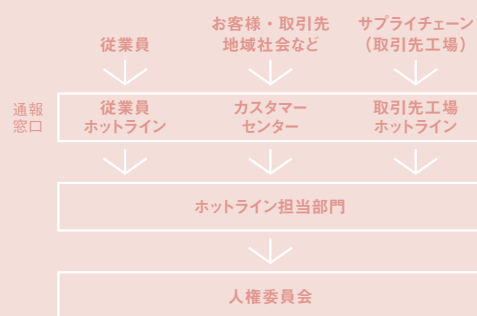 従業員
お客様・取引先
地域社会など
サプライチェーン
（取引先工場）
通報
窓口
従業員
ホットライン
カスタマー
センター
取引先工場
ホットライン
ホットライン担当部門
人権委員会